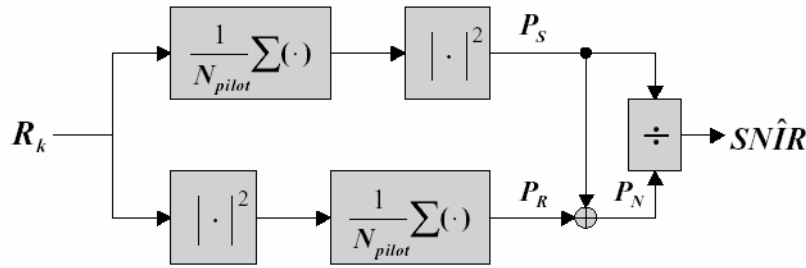 R_k
1/N_pilot Σ(·)
|·|²
P_S
÷
SNÎR
|·|²
1/N_pilot Σ(·)
P_R
P_N